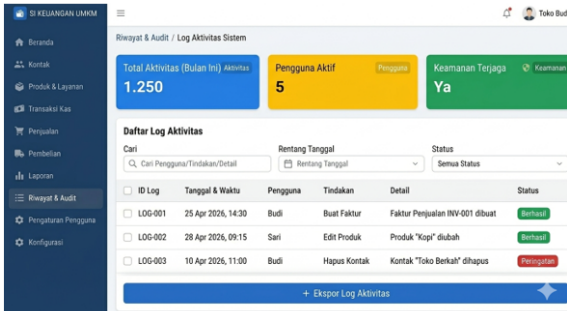 SI KEUANGAN UMKM
Toko Bud
Beranda
Kontak
Produk & Layanan
Transaksi Kas
Penjualan
Pembelian
Laporan
Riwayat & Audit
Pengaturan Pengguna
Konfigurasi
Riwayat & Audit / Log Aktivitas Sistem
Total Aktivitas (Bulan Ini) Aktivitas
1.250
Pengguna Aktif Pengguna
5
Keamanan Terjaga Keamanan
Ya
Daftar Log Aktivitas
Cari Rentang Tanggal Status
Cari Pengguna/Tindakan/Detail Rentang Tanggal Semua Status
ID Log Tanggal & Waktu Pengguna Tindakan Detail Status
LOG-001 25 Apr 2026, 14:30 Budi Buat Faktur Faktur Penjualan INV-001 dibuat Berhasil
LOG-002 28 Apr 2026, 09:15 Sari Edit Produk Produk "Kopi" diubah Berhasil
LOG-003 10 Apr 2026, 11:00 Budi Hapus Kontak Kontak "Toko Berkah" dihapus Peringatan
+ Ekspor Log Aktivitas